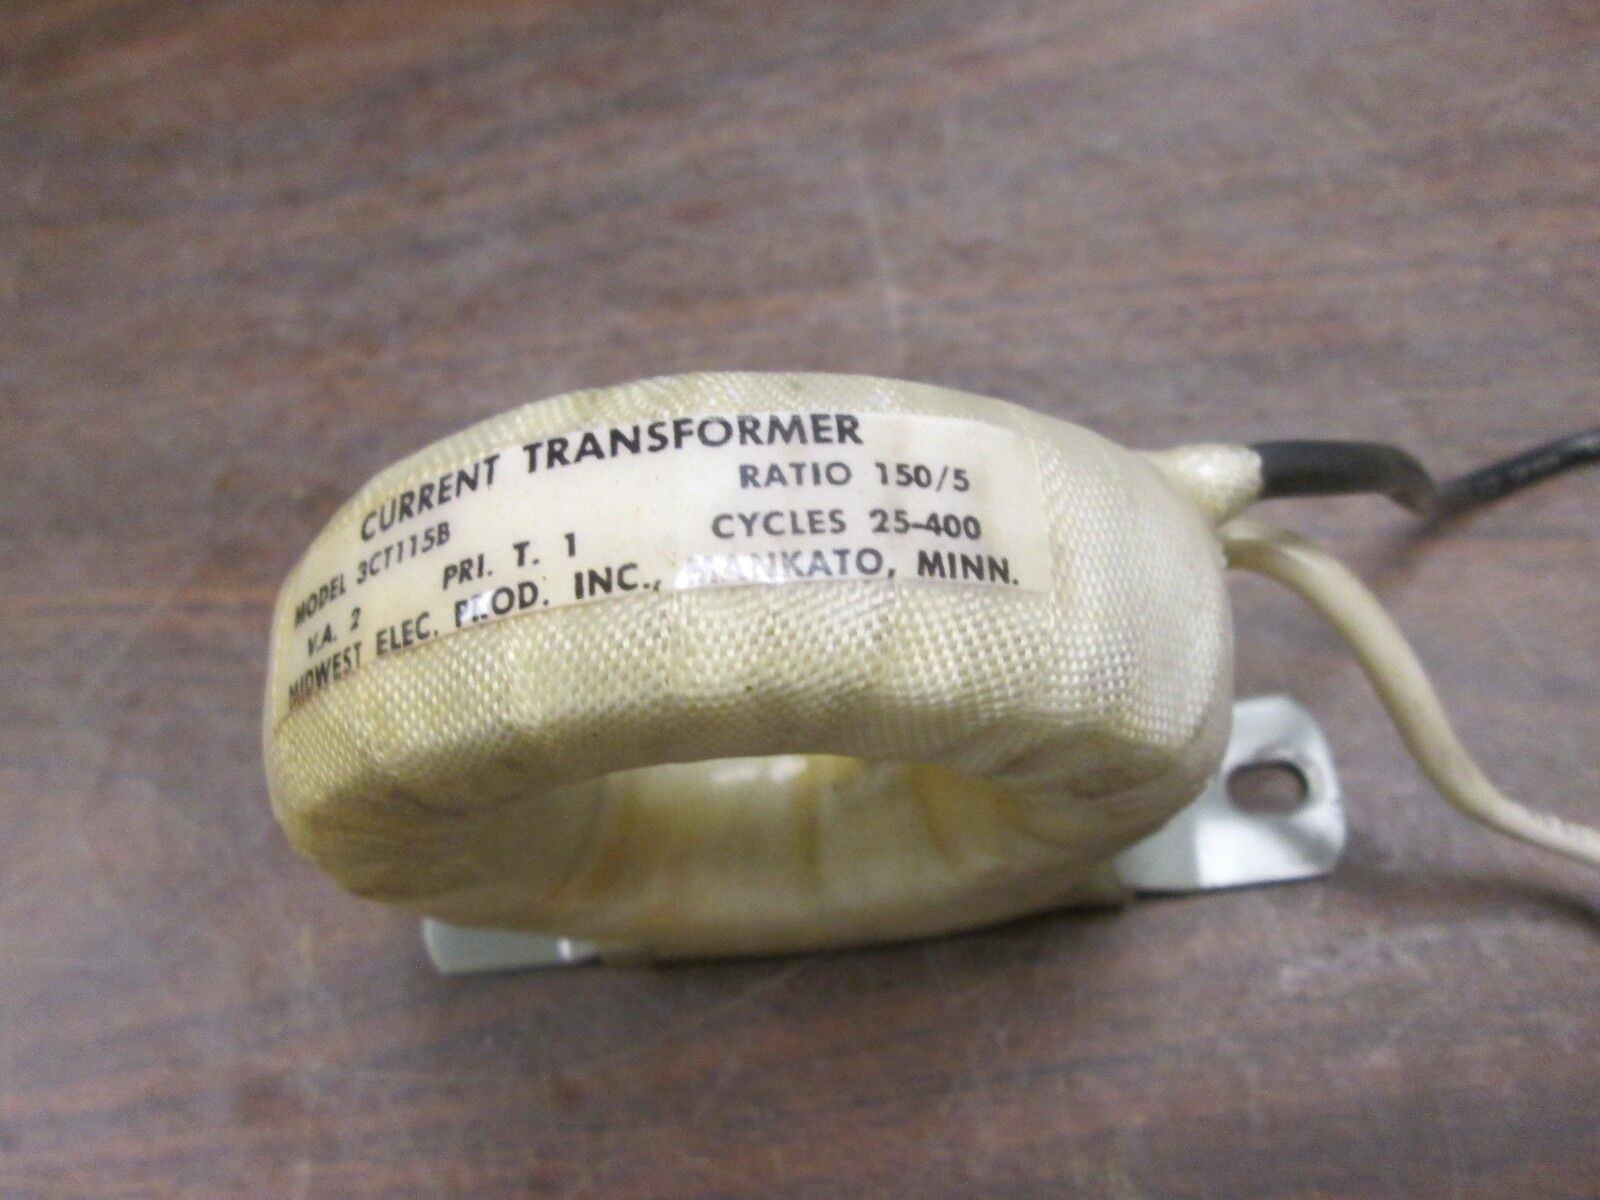 CURRENT TRANSFORMER
MODEL 3CT115B RATIO 150/5
V.A. 2 PRI. T. 1 CYCLES 25-400
MIDWEST ELEC. PROD. INC., MANKATO, MINN.